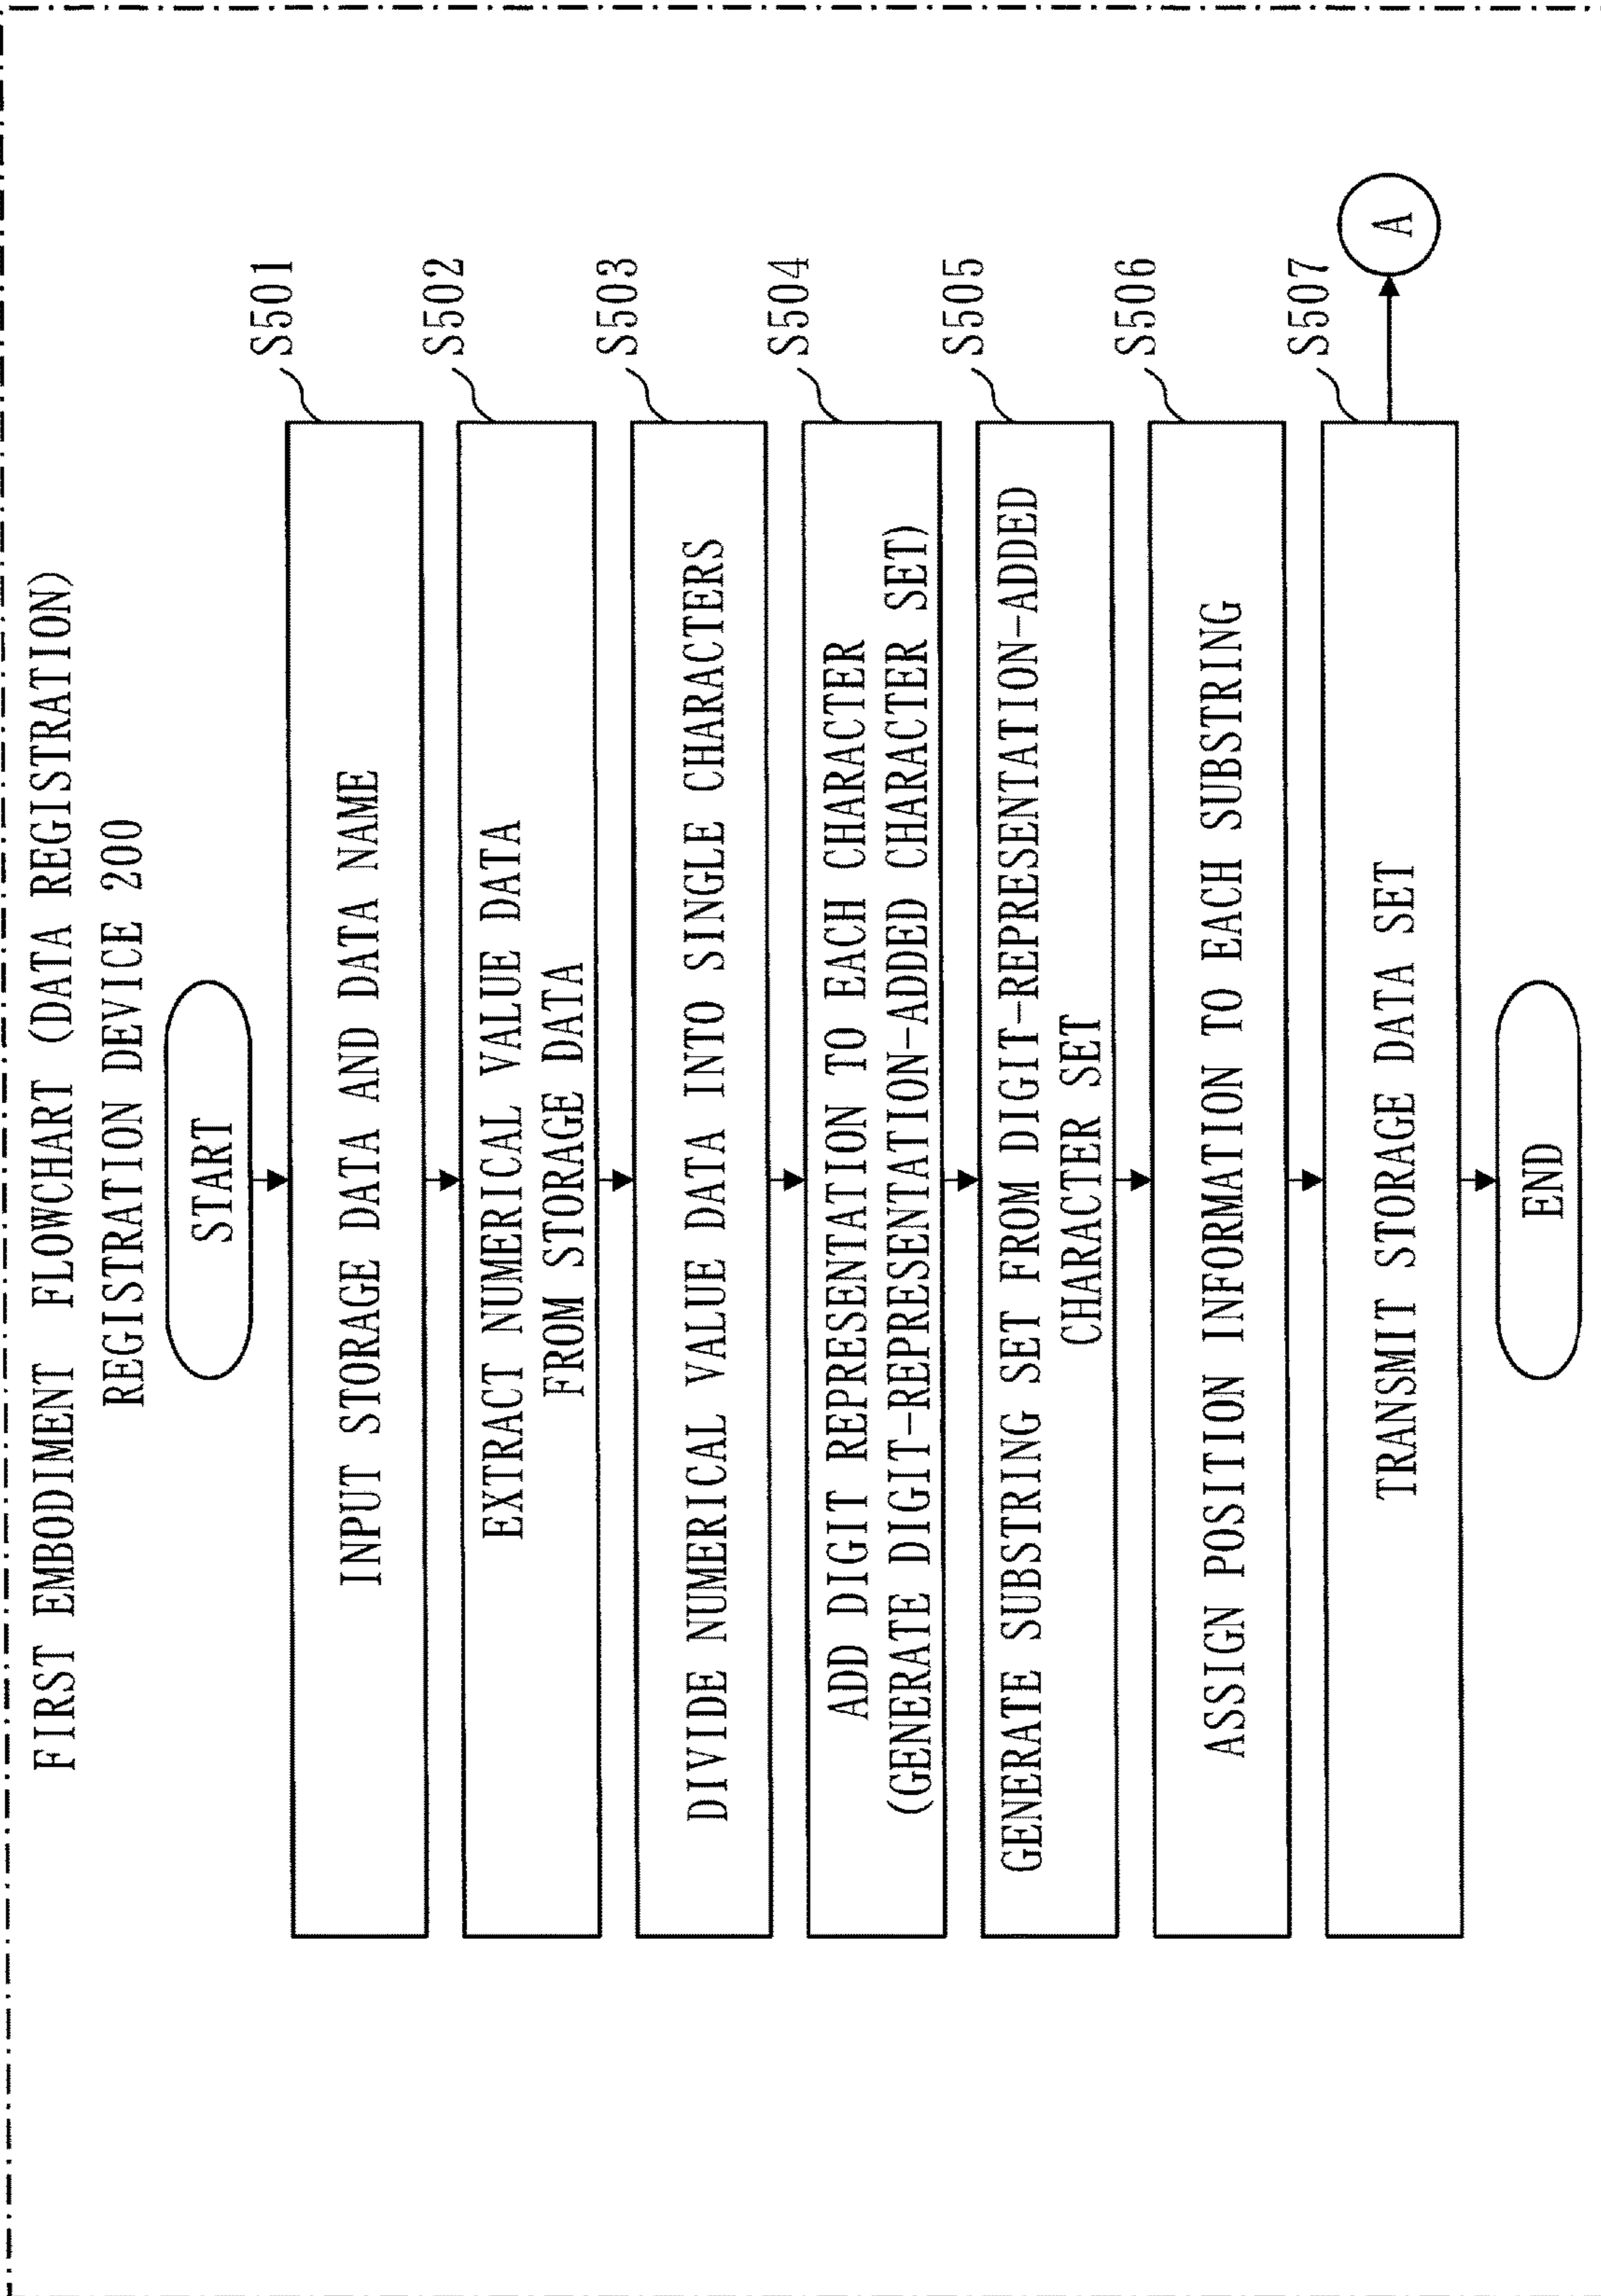 FIRST EMBODIMENT FLOWCHART (DATA REGISTRATION)
REGISTRATION DEVICE 200
START
S501
INPUT STORAGE DATA AND DATA NAME
S502
EXTRACT NUMERICAL VALUE DATA
FROM STORAGE DATA
S503
DIVIDE NUMERICAL VALUE DATA INTO SINGLE CHARACTERS
S504
ADD DIGIT REPRESENTATION TO EACH CHARACTER
(GENERATE DIGIT-REPRESENTATION-ADDED CHARACTER SET)
S505
GENERATE SUBSTRING SET FROM DIGIT-REPRESENTATION-ADDED
CHARACTER SET
S506
ASSIGN POSITION INFORMATION TO EACH SUBSTRING
S507
TRANSMIT STORAGE DATA SET
A
END